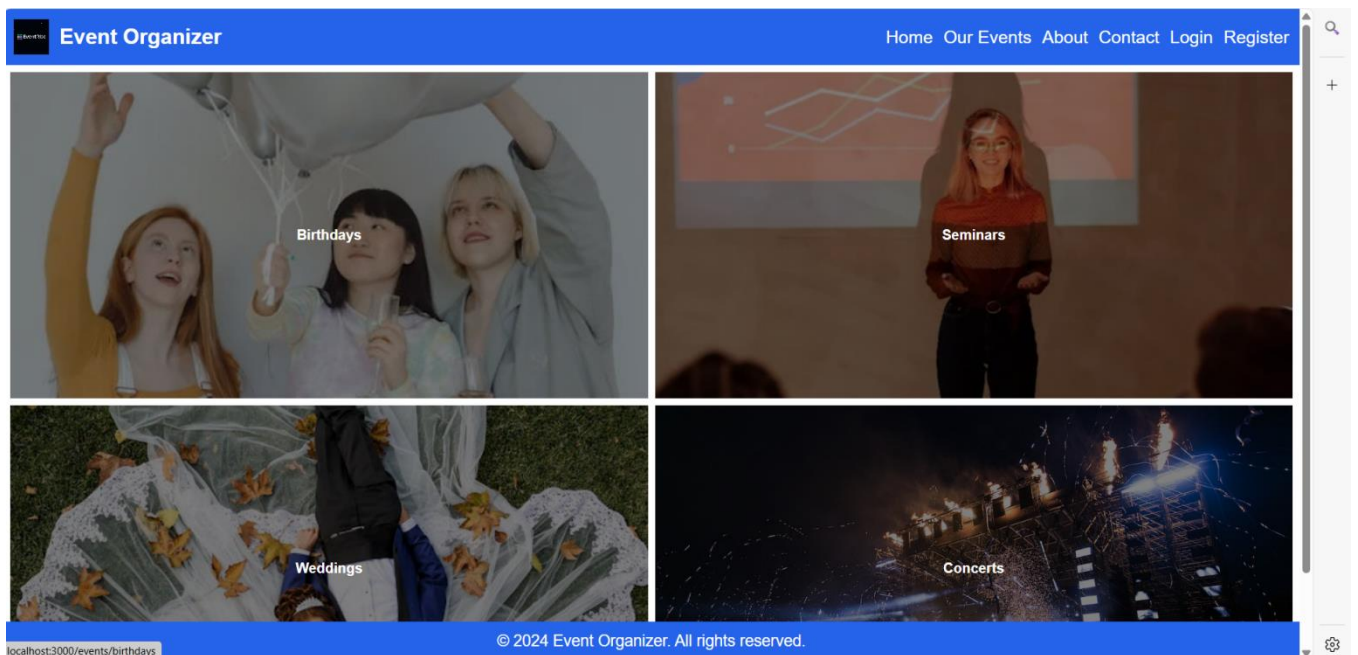 Event Organizer
Home Our Events About Contact Login Register
Birthdays
Seminars
Weddings
Concerts
© 2024 Event Organizer. All rights reserved.
localhost:3000/events/birthdays